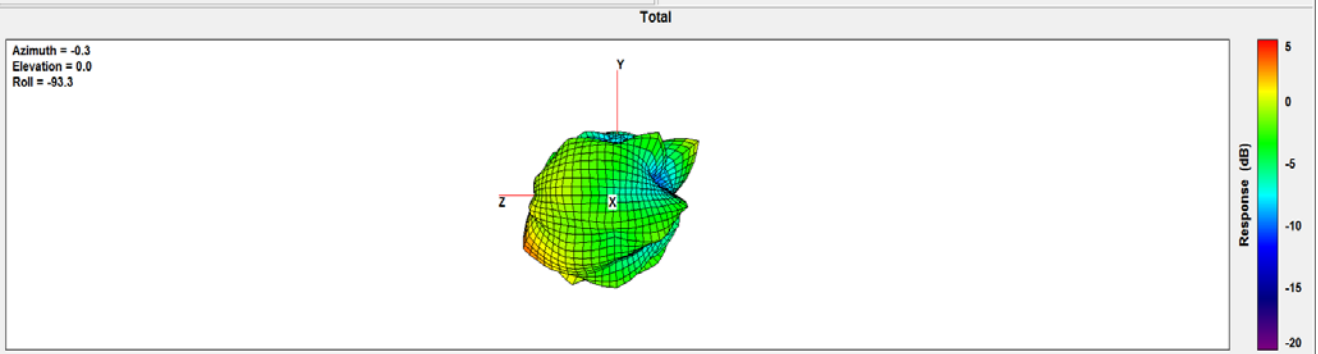 Total
Azimuth = -0.3
Elevation = 0.0
Roll = -93.3
Y
Z
X
5
0
-5
-10
-15
-20
Response (dB)